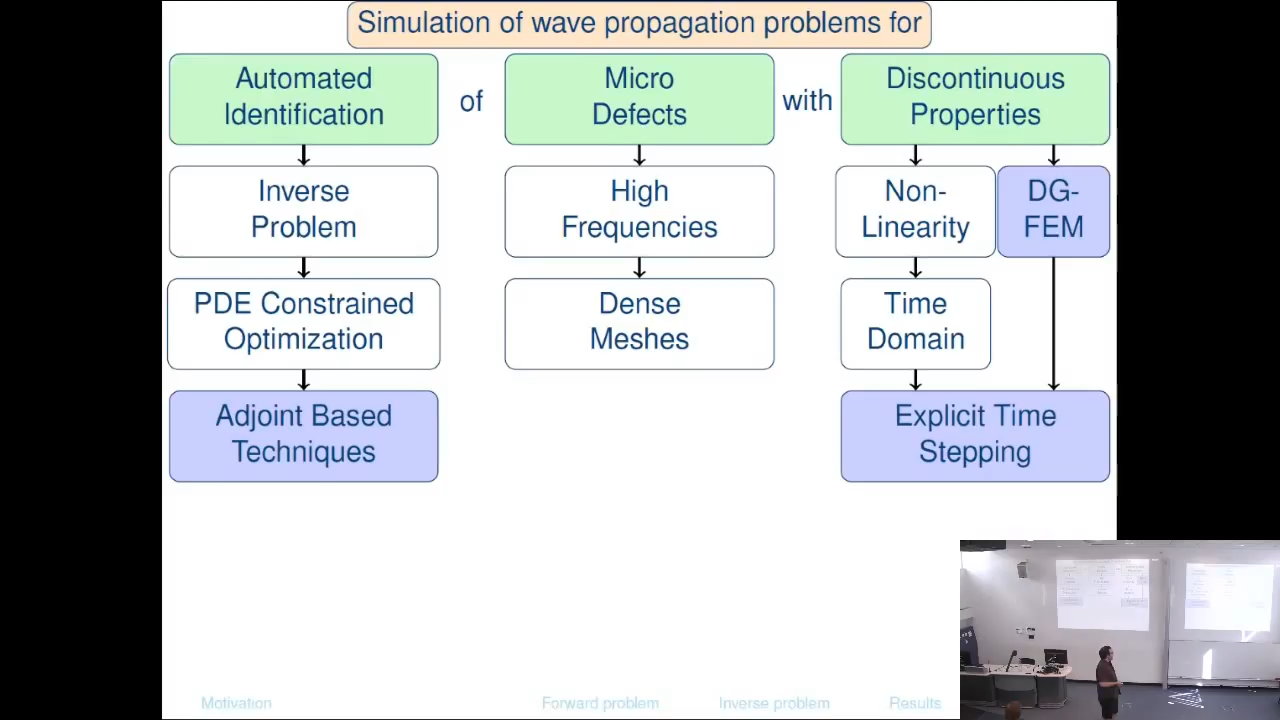 Simulation of wave propagation problems for
Automated
Identification
of
Micro
Defects
with
Discontinuous
Properties
Inverse
Problem
High
Frequencies
Non-
Linearity
DG-
FEM
PDE Constrained
Optimization
Dense
Meshes
Time
Domain
Adjoint Based
Techniques
Explicit Time
Stepping
Motivation
Forward problem
Inverse problem
Results